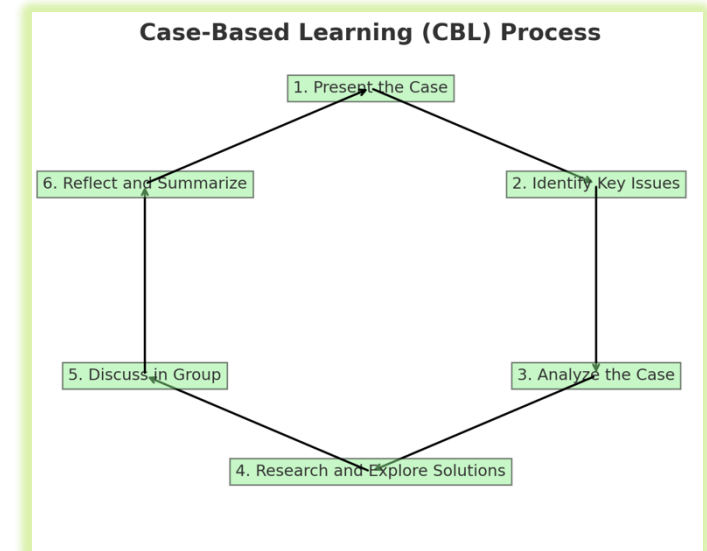 Case-Based Learning (CBL) Process
1. Present the Case
2. Identify Key Issues
3. Analyze the Case
4. Research and Explore Solutions
5. Discuss in Group
6. Reflect and Summarize